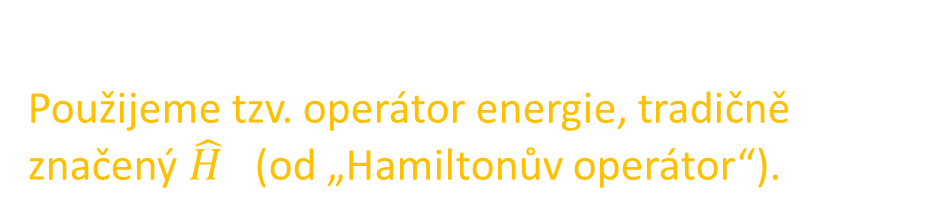 Použijeme tzv. operátor energie, tradičně
značený Ĥ (od „Hamiltonův operátor“).